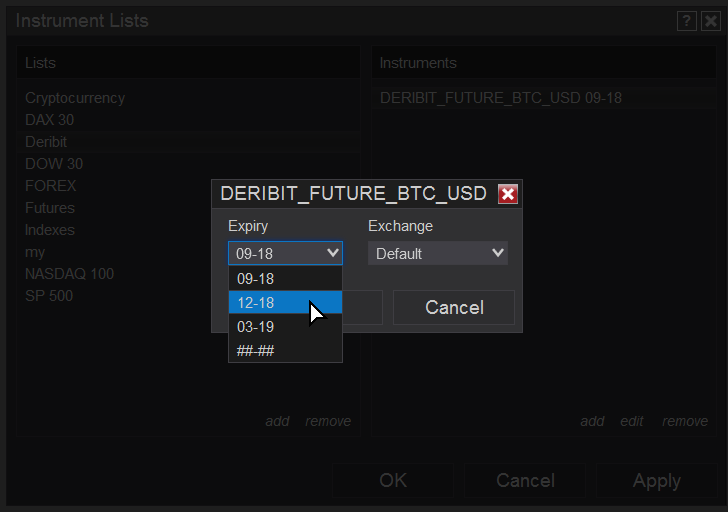 Instrument Lists
?
Lists
Instruments
Cryptocurrency
DAX 30
Deribit
DOW 30
FOREX
Futures
Indexes
my
NASDAQ 100
SP 500
DERIBIT_FUTURE_BTC_USD 09-18
DERIBIT_FUTURE_BTC_USD
Expiry
Exchange
09-18
Default
09-18
12-18
03-19
##-##
Cancel
add remove
add edit remove
OK Cancel Apply